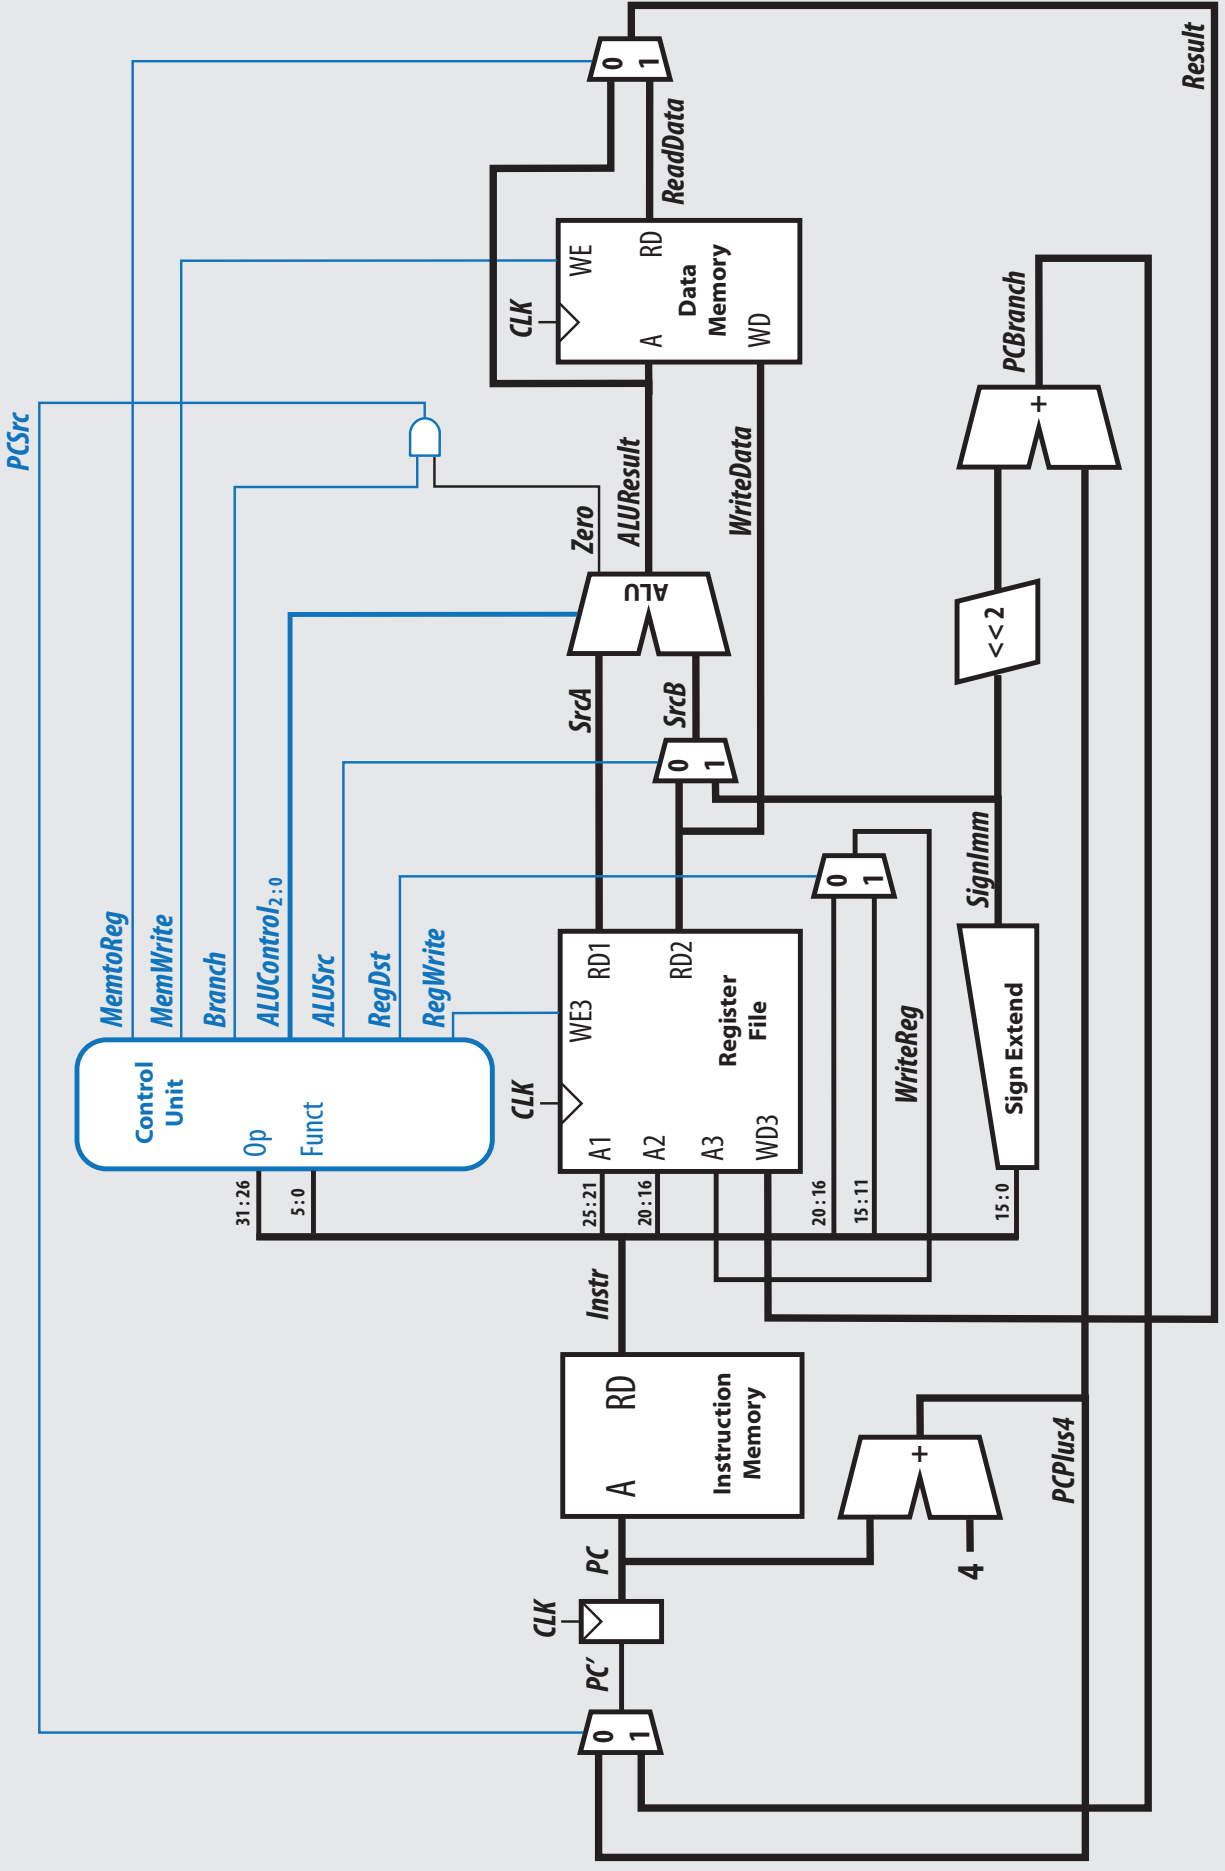 PCSrc
Control
Unit
MemtoReg
MemWrite
Branch
ALUControl2:0
ALUSrc
RegDst
RegWrite
31:26
Op
5:0
Funct
CLK
CLK
CLK
0
1
PC′
PC
A
RD
Instruction
Memory
Instr
25:21
A1
WE3
RD1
20:16
A2
RD2
A3
WD3
Register
File
SrcA
0
1
SrcB
ALU
Zero
ALUResult
WriteData
WE
A
RD
Data
Memory
WD
ReadData
0
1
20:16
0
15:11
1
WriteReg
4
+
PCPlus4
15:0
Sign Extend
SignImm
<<2
+
PCBranch
Result